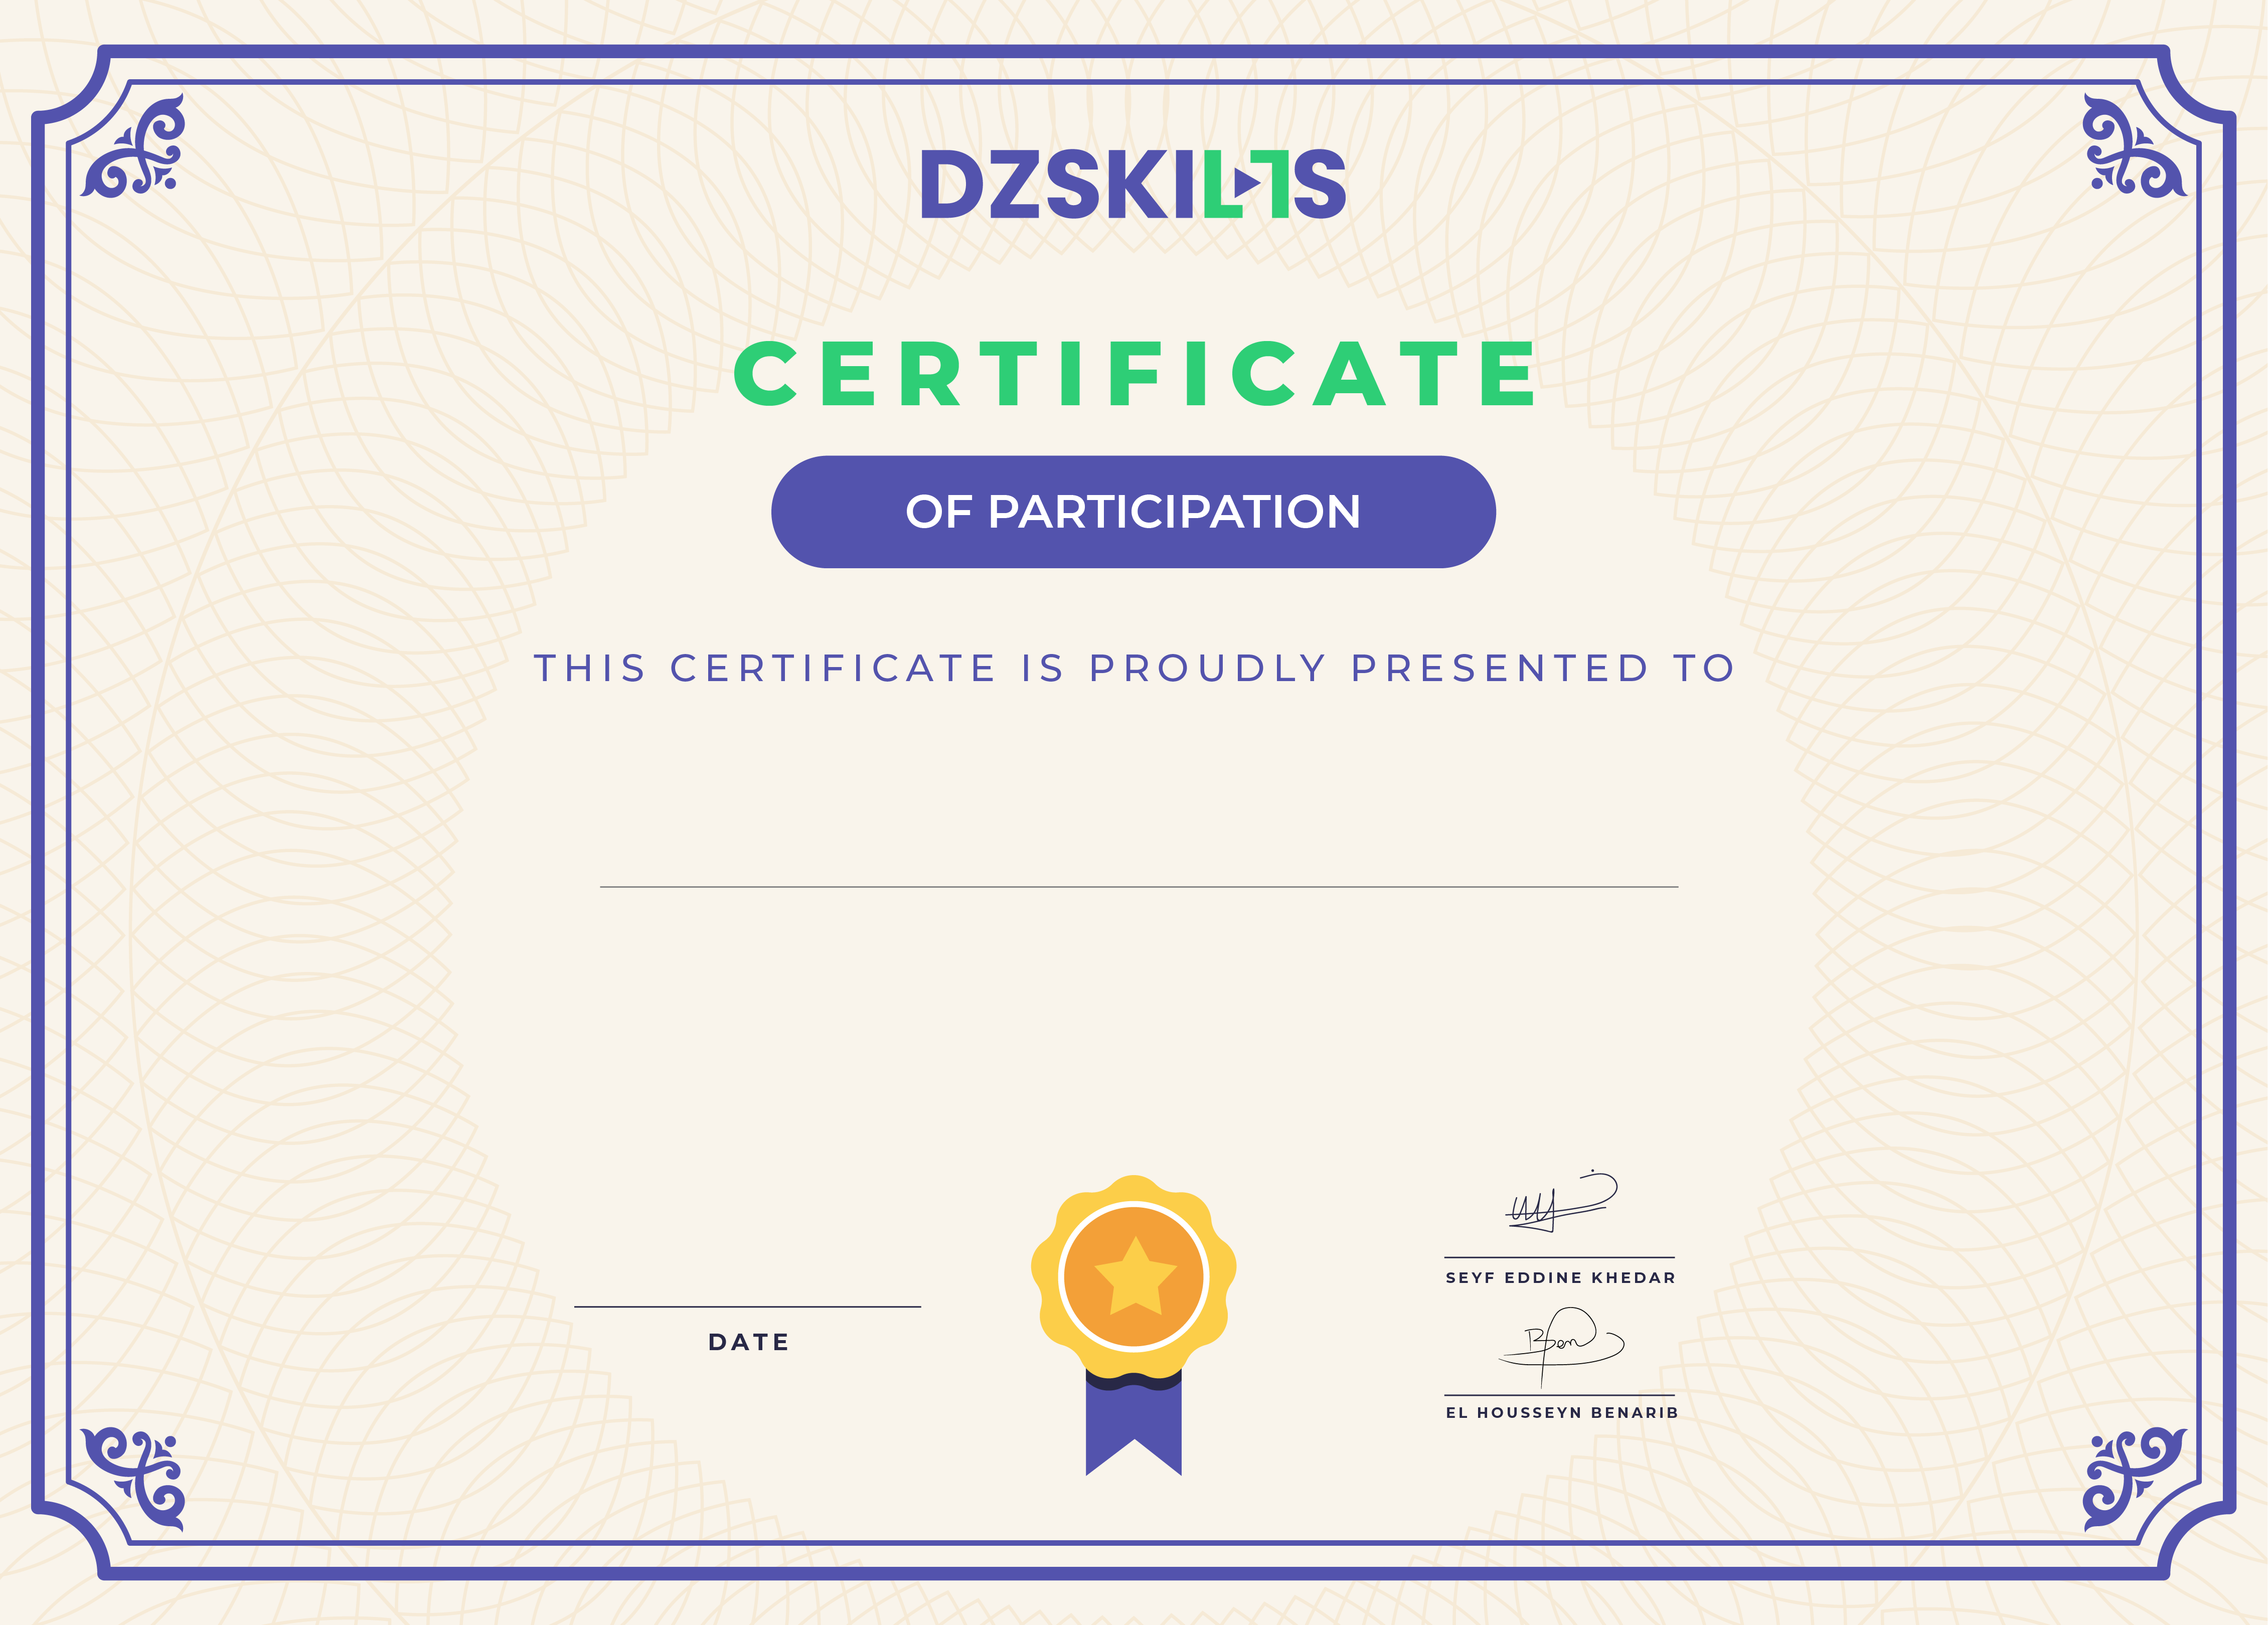 DZSKILLS
CERTIFICATE
OF PARTICIPATION
THIS CERTIFICATE IS PROUDLY PRESENTED TO
DATE
SEYF EDDINE KHEDAR
EL HOUSSEYN BENARIB